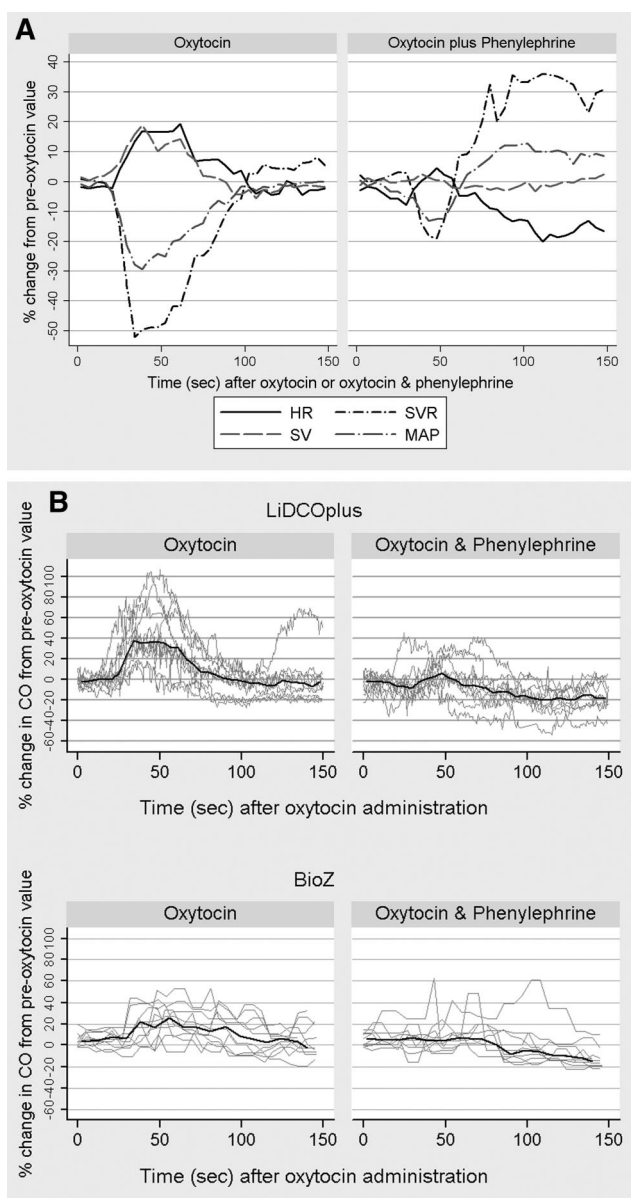 A
Oxytocin
Oxytocin plus Phenylephrine
% change from pre-oxytocin value
40
30
20
10
0
-10
-20
-30
-40
-50
0 50 100 150
0 50 100 150
Time (sec) after oxytocin or oxytocin & phenylephrine
HR SVR
SV MAP
B
LiDCOplus
Oxytocin
Oxytocin & Phenylephrine
% change in CO from pre-oxytocin value
-60-40-20 0 20 40 60 80100
0 50 100 150
0 50 100 150
Time (sec) after oxytocin administration
BioZ
Oxytocin
Oxytocin & Phenylephrine
% change in CO from pre-oxytocin value
-60-40-20 0 20 40 60 80100
0 50 100 150
0 50 100 150
Time (sec) after oxytocin administration